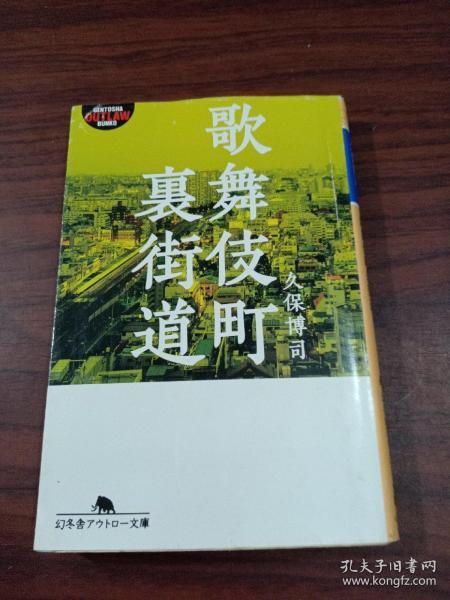 GENTOSHA
OUTLAW
BUNKO
歌舞伎町
裏街道
久保博司
幻冬舎アウトロー文庫
孔夫子旧书网
www.kongfz.com